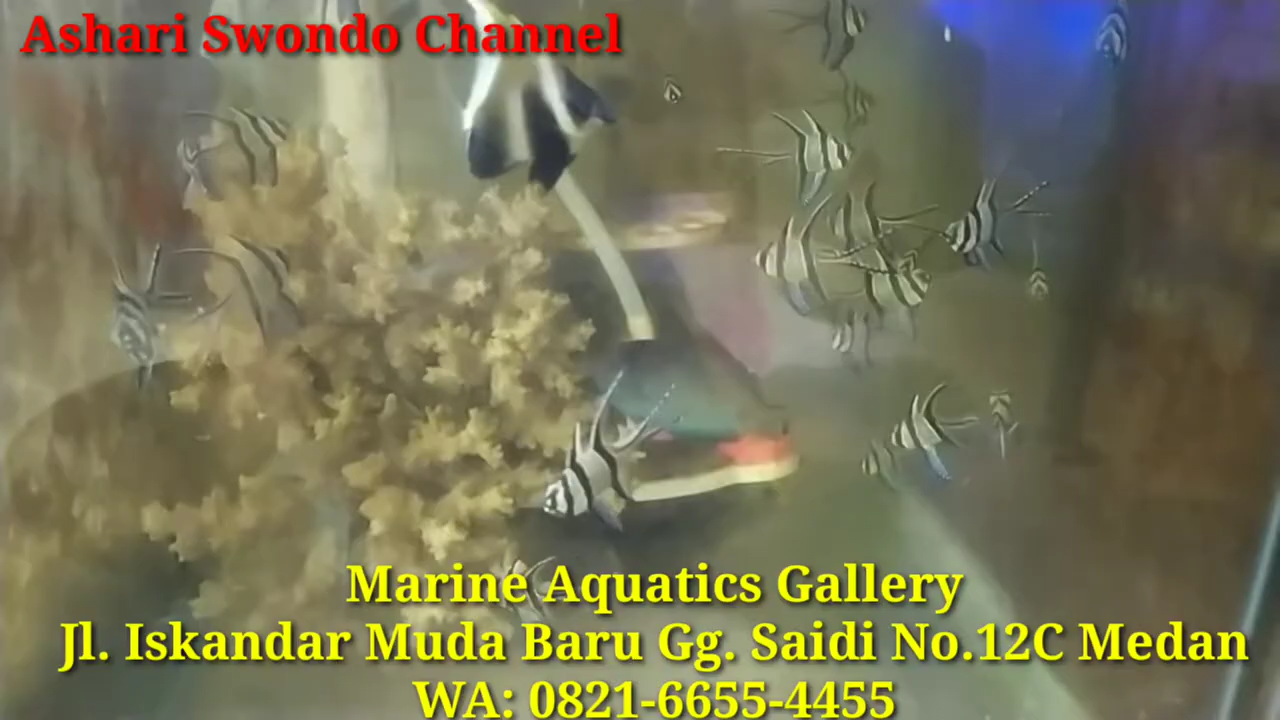 Ashari Swondo Channel
Marine Aquatics Gallery
Jl. Iskandar Muda Baru Gg. Saidi No.12C Medan
WA: 0821-6655-4455